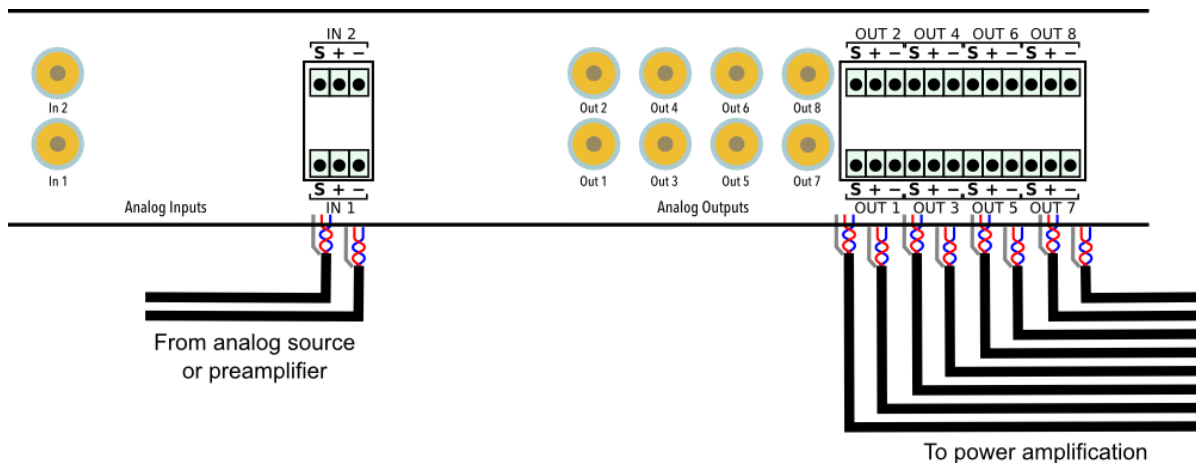 IN 2
S + −
In 2
In 1
S + −
IN 1
Analog Inputs
From analog source
or preamplifier
OUT 2 OUT 4 OUT 6 OUT 8
S + − S + − S + − S + −
Out 2 Out 4 Out 6 Out 8
Out 1 Out 3 Out 5 Out 7
S + − S + − S + − S + −
OUT 1 OUT 3 OUT 5 OUT 7
Analog Outputs
To power amplification